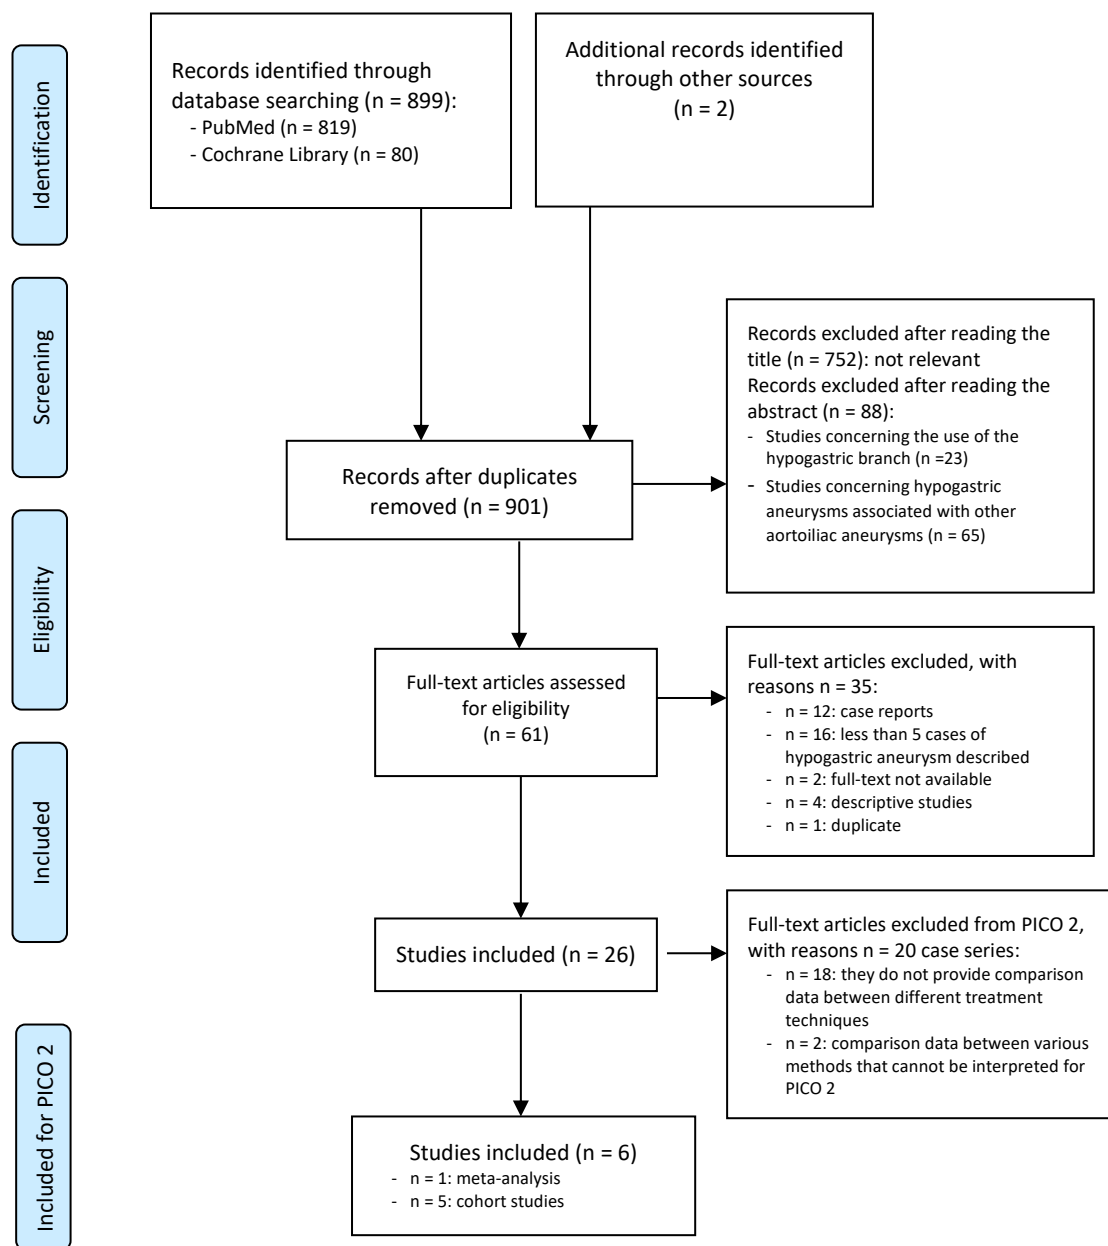 Identification
Records identified through
database searching (n = 899):
- PubMed (n = 819)
- Cochrane Library (n = 80)
Additional records identified
through other sources
(n = 2)
Screening
Records after duplicates
removed (n = 901)
Records excluded after reading the
title (n = 752): not relevant
Records excluded after reading the
abstract (n = 88):
- Studies concerning the use of the
hypogastric branch (n =23)
- Studies concerning hypogastric
aneurysms associated with other
aortoiliac aneurysms (n = 65)
Eligibility
Full-text articles assessed
for eligibility
(n = 61)
Full-text articles excluded, with
reasons n = 35:
- n = 12: case reports
- n = 16: less than 5 cases of
hypogastric aneurysm described
- n = 2: full-text not available
- n = 4: descriptive studies
- n = 1: duplicate
Included
Studies included (n = 26)
Full-text articles excluded from PICO 2,
with reasons n = 20 case series:
- n = 18: they do not provide comparison
data between different treatment
techniques
- n = 2: comparison data between various
methods that cannot be interpreted for
PICO 2
Included for PICO 2
Studies included (n = 6)
- n = 1: meta-analysis
- n = 5: cohort studies